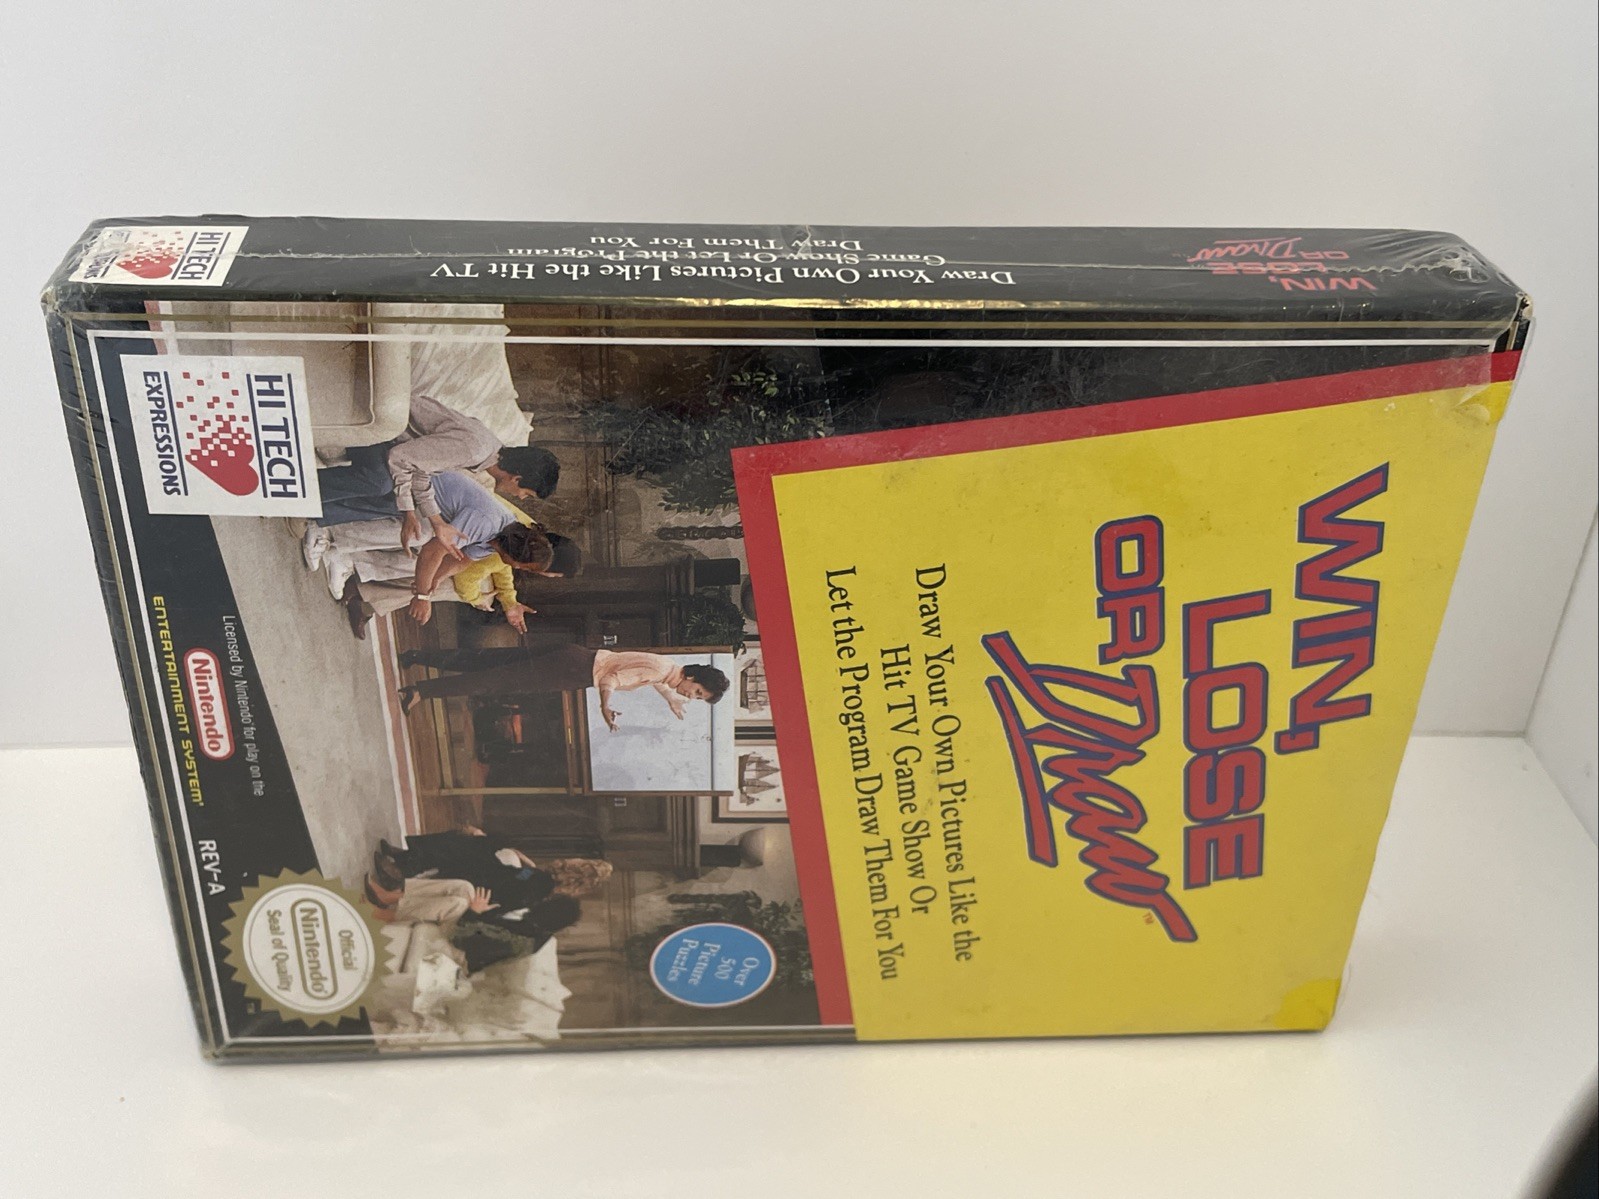 WIN,
LOSE
OR Draw™
Draw Your Own Pictures Like the
Hit TV Game Show Or
Let the Program Draw Them For You
Over
500
Picture
Puzzles
HI TECH
EXPRESSIONS
Licensed by Nintendo® for play on the
Nintendo
ENTERTAINMENT SYSTEM®
REV-A
Official
Nintendo®
Seal of Quality
HI TECH
Draw Your Own Pictures Like the Hit TV
Game Show Or Let the Program
Draw Them For You
WIN,
LOSE
OR Draw